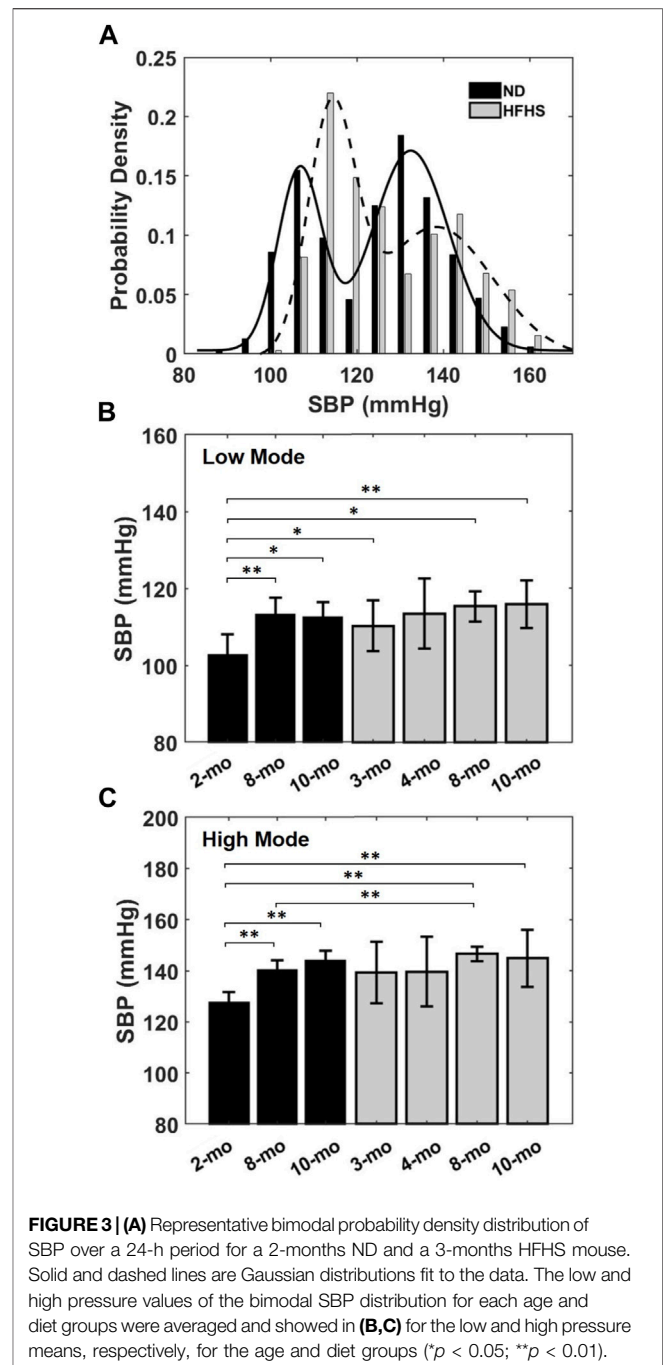 A
0.25
0.2
0.15
0.1
0.05
0
Probability Density
ND
HFHS
80 100 120 140 160
SBP (mmHg)
B
160
140
120
100
80
SBP (mmHg)
Low Mode
**
*
*
*
**
2-mo 8-mo 10-mo 3-mo 4-mo 8-mo 10-mo
C
200
180
160
140
120
100
80
SBP (mmHg)
High Mode
**
**
**
**
**
2-mo 8-mo 10-mo 3-mo 4-mo 8-mo 10-mo
FIGURE 3 | (A) Representative bimodal probability density distribution of
SBP over a 24-h period for a 2-months ND and a 3-months HFHS mouse.
Solid and dashed lines are Gaussian distributions fit to the data. The low and
high pressure values of the bimodal SBP distribution for each age and
diet groups were averaged and showed in (B,C) for the low and high pressure
means, respectively, for the age and diet groups (*p < 0.05; **p < 0.01).